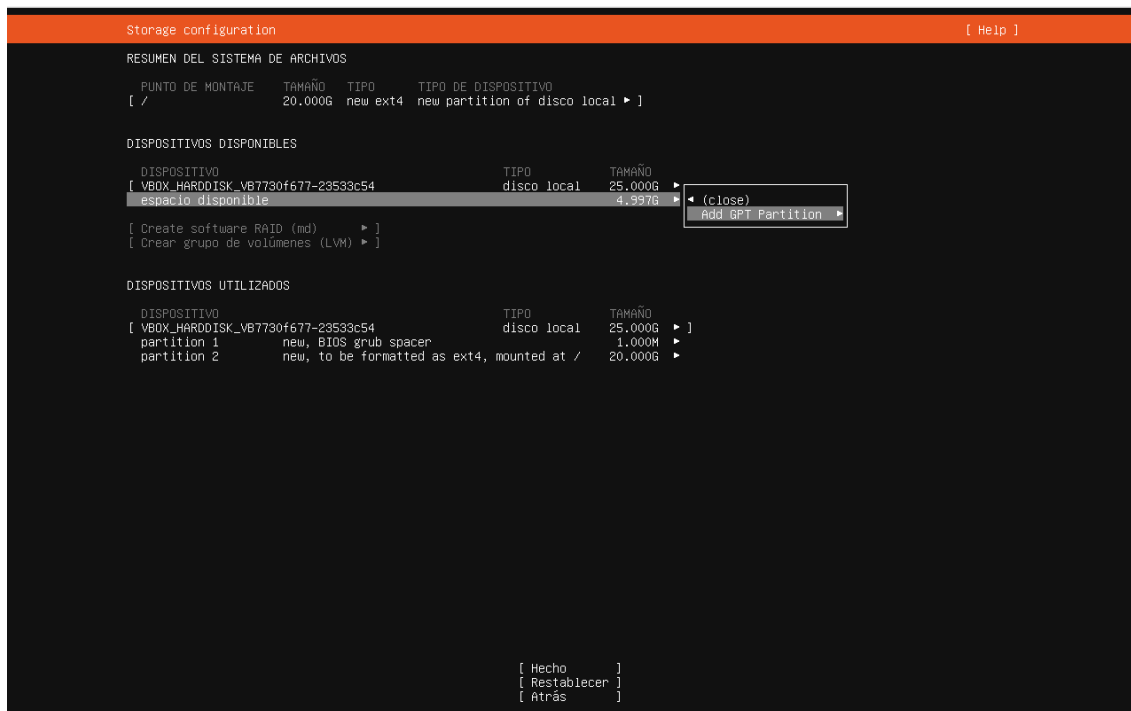 Storage configuration [ Help ]
RESUMEN DEL SISTEMA DE ARCHIVOS
PUNTO DE MONTAJE TAMAÑO TIPO TIPO DE DISPOSITIVO
[ / 20.000G new ext4 new partition of disco local ▸ ]
DISPOSITIVOS DISPONIBLES
DISPOSITIVO TIPO TAMAÑO
[ VBOX_HARDDISK_VB7730f677-23533c54 disco local 25.000G ▸
espacio disponible 4.997G ▸ ◂ (close)
Add GPT Partition ▸
[ Create software RAID (md) ▸ ]
[ Crear grupo de volúmenes (LVM) ▸ ]
DISPOSITIVOS UTILIZADOS
DISPOSITIVO TIPO TAMAÑO
[ VBOX_HARDDISK_VB7730f677-23533c54 disco local 25.000G ▸ ]
partition 1 new, BIOS grub spacer 1.000M ▸
partition 2 new, to be formatted as ext4, mounted at / 20.000G ▸
[ Hecho ]
[ Restablecer ]
[ Atrás ]